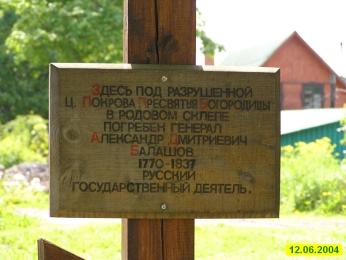 Здесь под разрушенной
ц. Покрова Пресвятыя Богородицы
в родовом склепе
погребен генерал
Александр Дмитриевич
Балашов
1770-1837
русский
государственный деятель.
12.06.2004